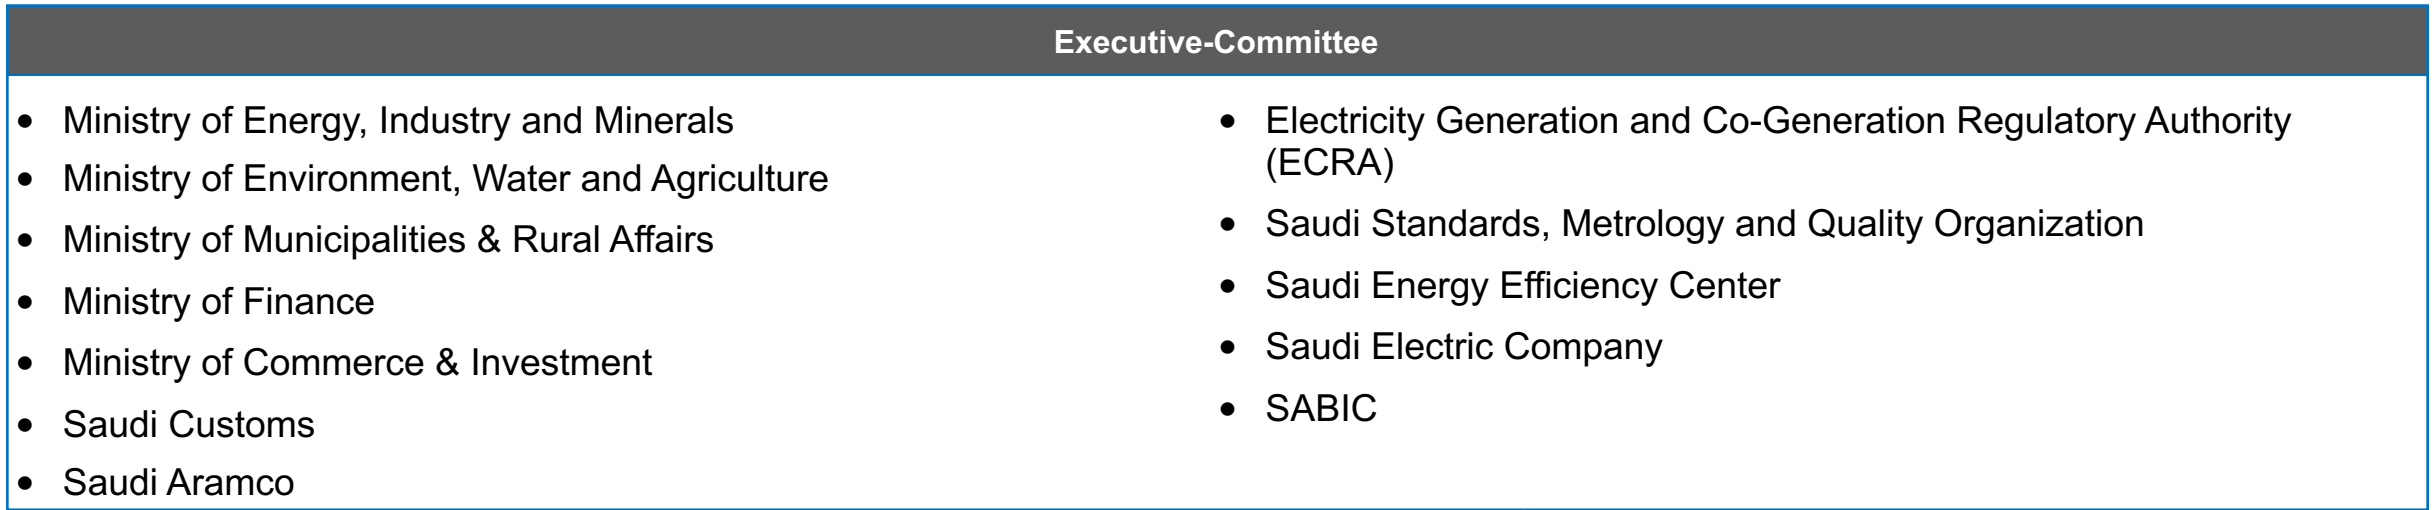 Executive-Committee
• Ministry of Energy, Industry and Minerals
• Ministry of Environment, Water and Agriculture
• Ministry of Municipalities & Rural Affairs
• Ministry of Finance
• Ministry of Commerce & Investment
• Saudi Customs
• Saudi Aramco
• Electricity Generation and Co-Generation Regulatory Authority
(ECRA)
• Saudi Standards, Metrology and Quality Organization
• Saudi Energy Efficiency Center
• Saudi Electric Company
• SABIC